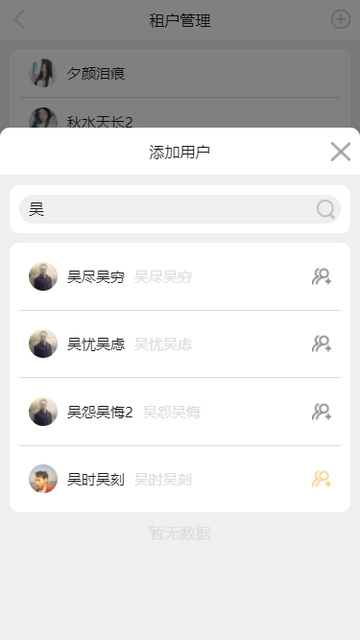 租户管理
夕颜泪痕
秋水天长2
添加用户
吴
吴尽吴穷 吴尽吴穷
吴忧吴虑 吴忧吴虑
吴怨吴悔2 吴怨吴悔
吴时吴刻 吴时吴刻
暂无数据